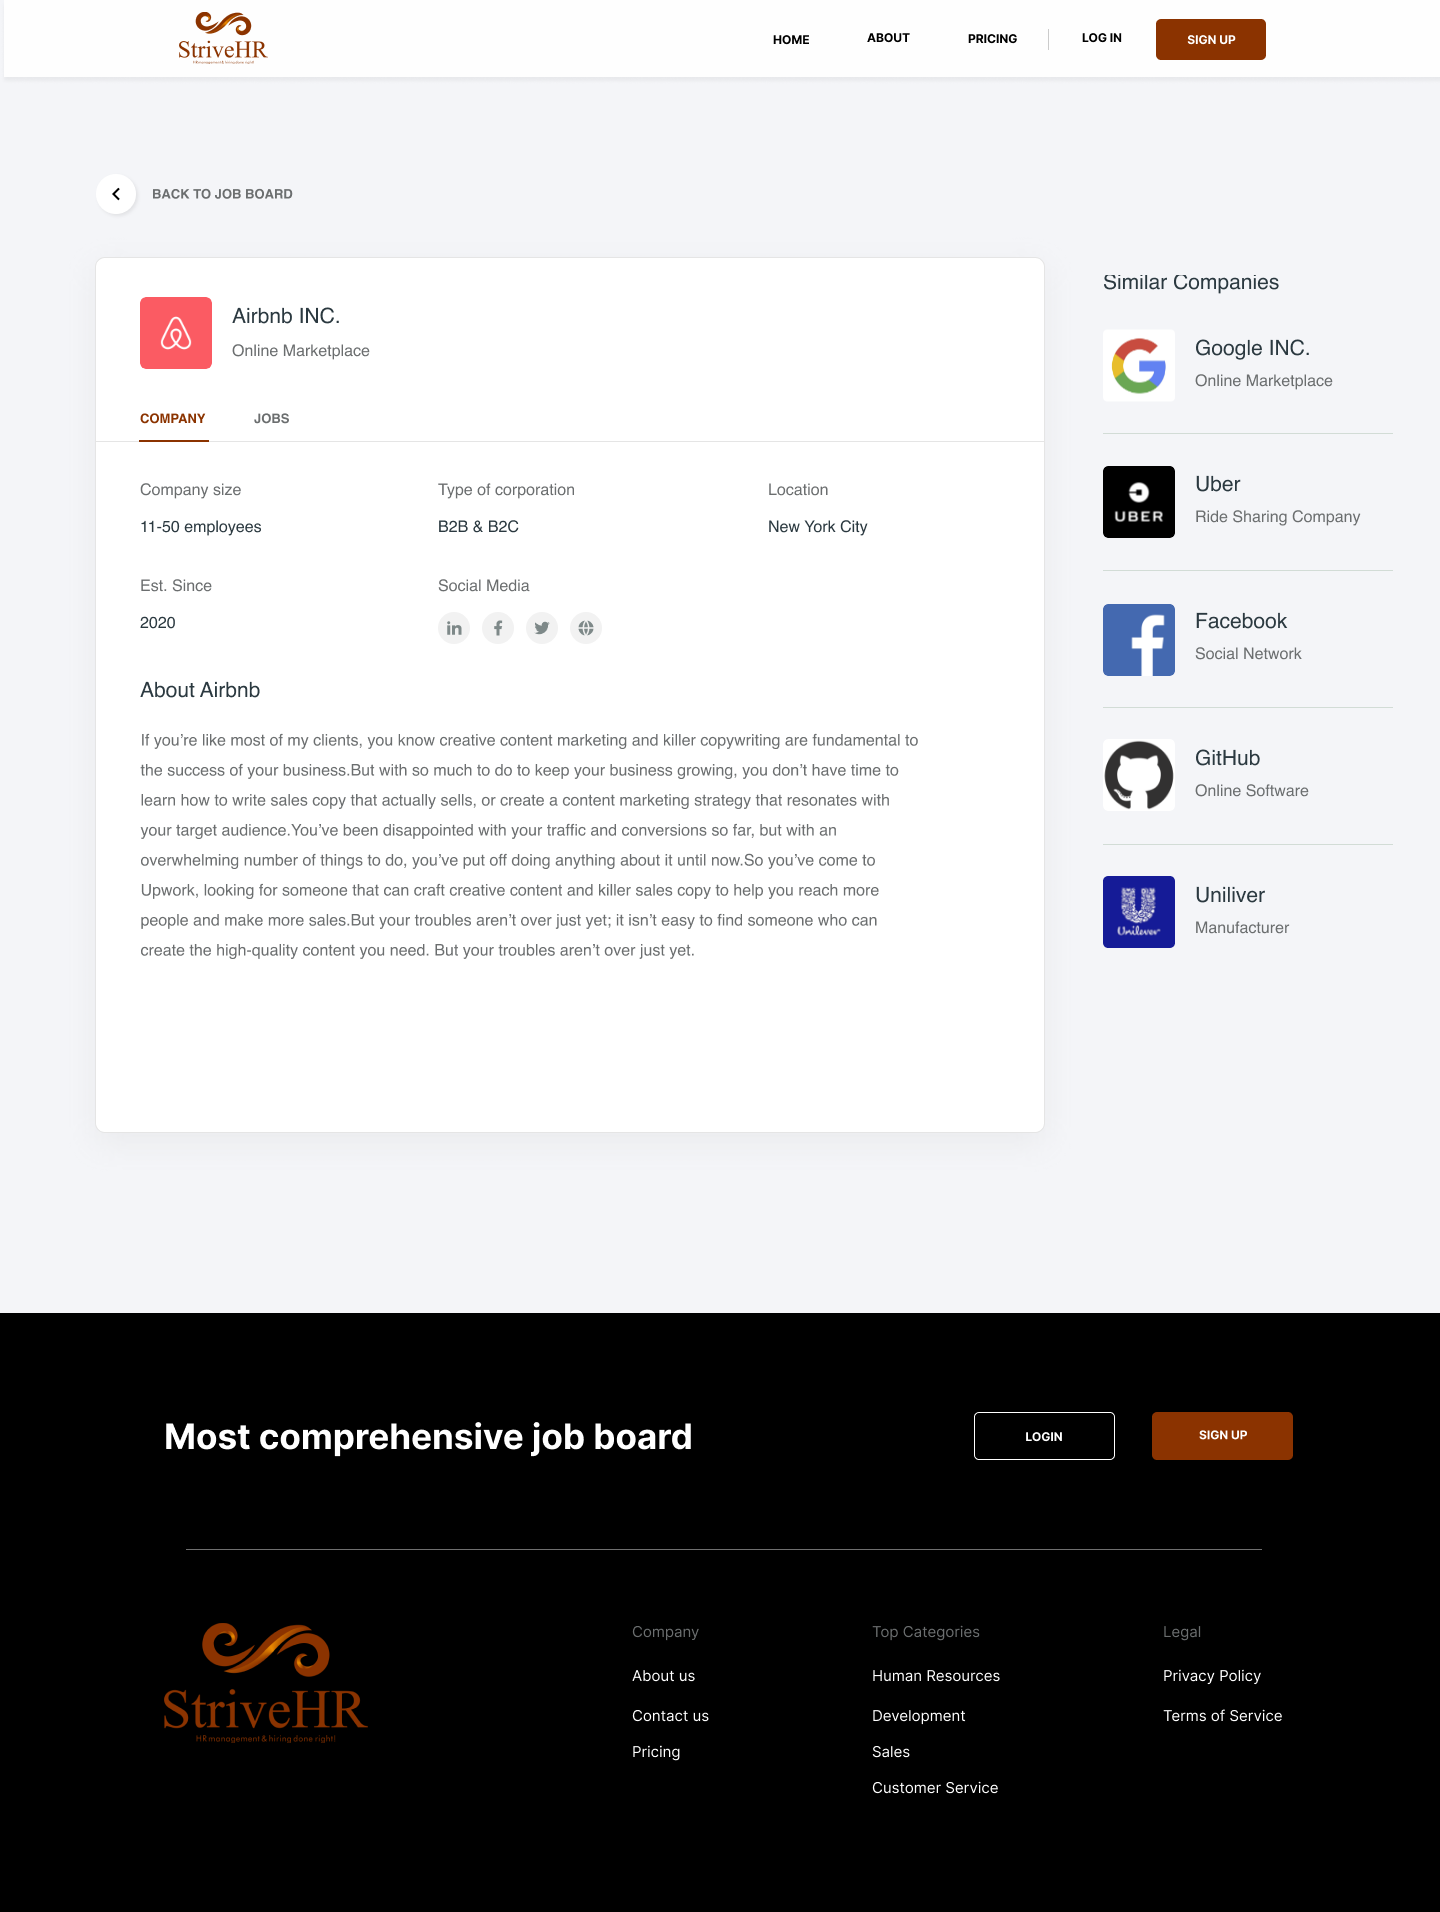 StriveHR
HR management & hiring done right!
HOME
ABOUT
PRICING
LOG IN
SIGN UP
BACK TO JOB BOARD
Airbnb INC.
Online Marketplace
COMPANY
JOBS
Company size
11-50 employees
Type of corporation
B2B & B2C
Location
New York City
Est. Since
2020
Social Media
in
f
About Airbnb
If you’re like most of my clients, you know creative content marketing and killer copywriting are fundamental to
the success of your business.But with so much to do to keep your business growing, you don’t have time to
learn how to write sales copy that actually sells, or create a content marketing strategy that resonates with
your target audience.You’ve been disappointed with your traffic and conversions so far, but with an
overwhelming number of things to do, you’ve put off doing anything about it until now.So you’ve come to
Upwork, looking for someone that can craft creative content and killer sales copy to help you reach more
people and make more sales.But your troubles aren’t over just yet; it isn’t easy to find someone who can
create the high-quality content you need. But your troubles aren’t over just yet.
Similar Companies
Google INC.
Online Marketplace
UBER
Uber
Ride Sharing Company
Facebook
Social Network
GitHub
Online Software
Unilever
Uniliver
Manufacturer
Most comprehensive job board
LOGIN
SIGN UP
StriveHR
HR management & hiring done right!
Company
About us
Contact us
Pricing
Top Categories
Human Resources
Development
Sales
Customer Service
Legal
Privacy Policy
Terms of Service